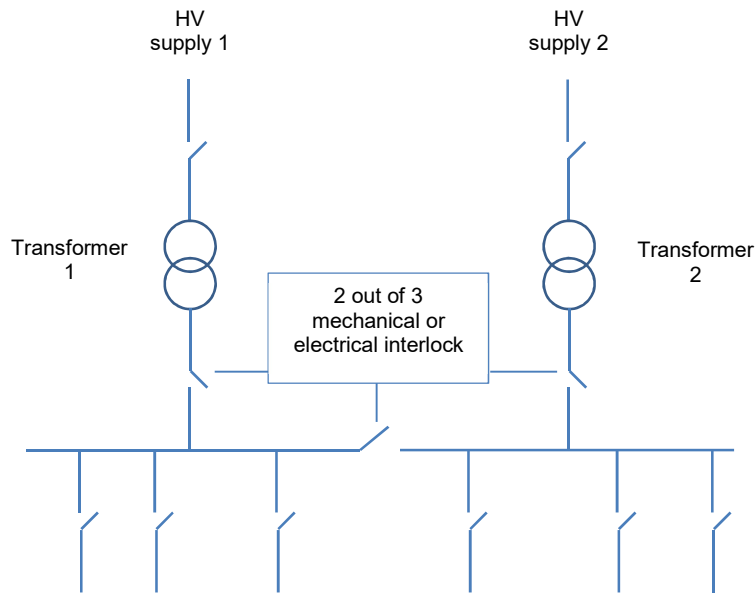 HV
supply 1
HV
supply 2
Transformer
1
2 out of 3
mechanical or
electrical interlock
Transformer
2